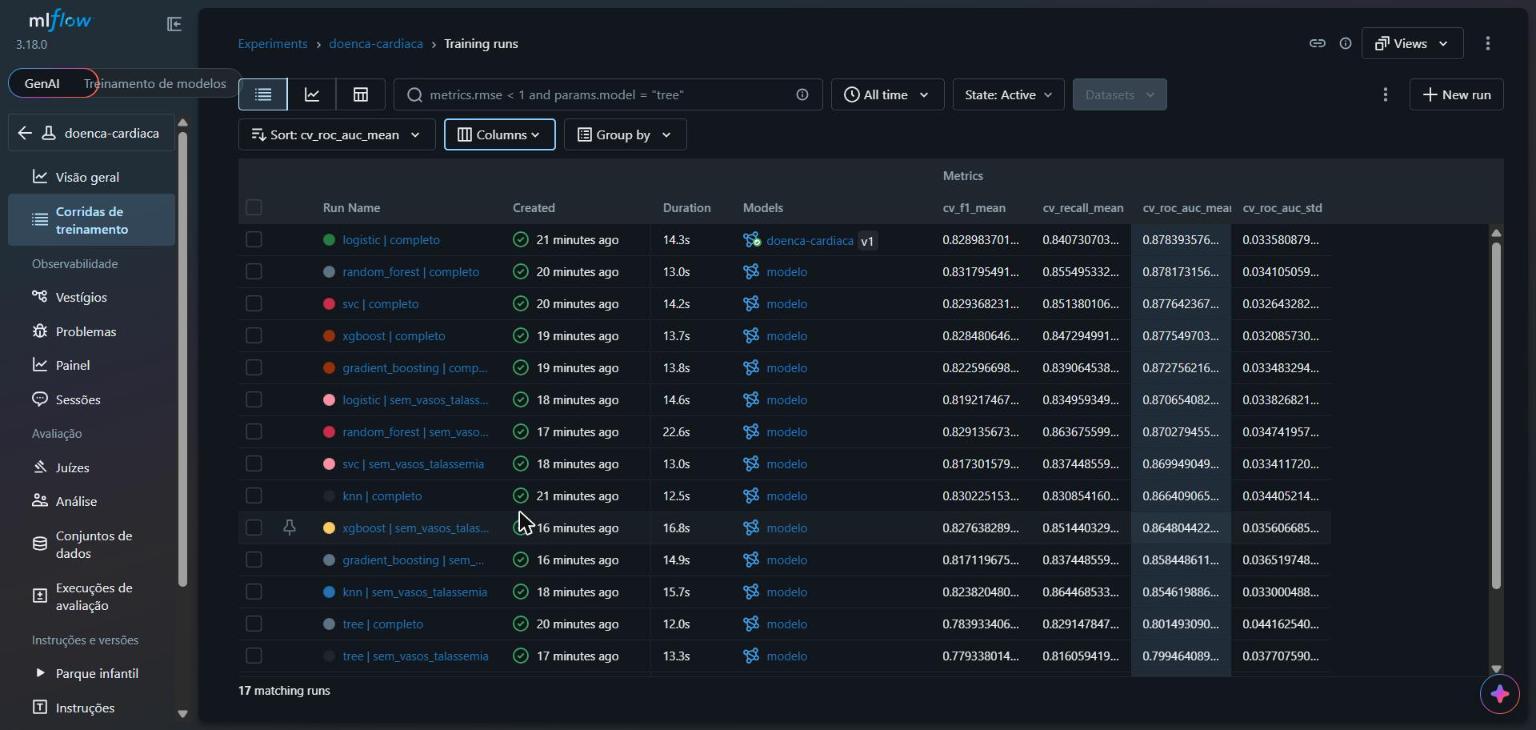 mlflow
3.18.0
GenAI
Treinamento de modelos
doenca-cardiaca
Visão geral
Corridas de
treinamento
Observabilidade
Vestígios
Problemas
Painel
Sessões
Avaliação
Juízes
Análise
Conjuntos de
dados
Execuções de
avaliação
Instruções e versões
Parque infantil
Instruções
Experiments › doenca-cardiaca › Training runs
Views
metrics.rmse < 1 and params.model = "tree"
All time
State: Active
Datasets
New run
Sort: cv_roc_auc_mean
Columns
Group by
Metrics
Run Name Created Duration Models cv_f1_mean cv_recall_mean cv_roc_auc_mean cv_roc_auc_std
logistic | completo 21 minutes ago 14.3s doenca-cardiaca v1 0.828983701... 0.840730703... 0.878393576... 0.033580879...
random_forest | completo 20 minutes ago 13.0s modelo 0.831795491... 0.855495332... 0.878173156... 0.034105059...
svc | completo 20 minutes ago 14.2s modelo 0.829368231... 0.851380106... 0.877642367... 0.032643282...
xgboost | completo 19 minutes ago 13.7s modelo 0.828480646... 0.847294991... 0.877549703... 0.032085730...
gradient_boosting | comp... 19 minutes ago 13.8s modelo 0.822596698... 0.839064538... 0.872756216... 0.033483294...
logistic | sem_vasos_talass... 18 minutes ago 14.6s modelo 0.819217467... 0.834959349... 0.870654082... 0.033826821...
random_forest | sem_vaso... 17 minutes ago 22.6s modelo 0.829135673... 0.863675599... 0.870279455... 0.034741957...
svc | sem_vasos_talassemia 18 minutes ago 13.0s modelo 0.817301579... 0.837448559... 0.869949049... 0.033411720...
knn | completo 21 minutes ago 12.5s modelo 0.830225153... 0.830854160... 0.866409065... 0.034405214...
xgboost | sem_vasos_talas... 16 minutes ago 16.8s modelo 0.827638289... 0.851440329... 0.864804422... 0.035606685...
gradient_boosting | sem_... 16 minutes ago 14.9s modelo 0.817119675... 0.837448559... 0.858448611... 0.036519748...
knn | sem_vasos_talassemia 18 minutes ago 15.7s modelo 0.823820480... 0.864468533... 0.854619886... 0.033000488...
tree | completo 20 minutes ago 12.0s modelo 0.783933406... 0.829147847... 0.801493090... 0.044162540...
tree | sem_vasos_talassemia 17 minutes ago 13.3s modelo 0.779338014... 0.816059419... 0.799464089... 0.037707590...
17 matching runs